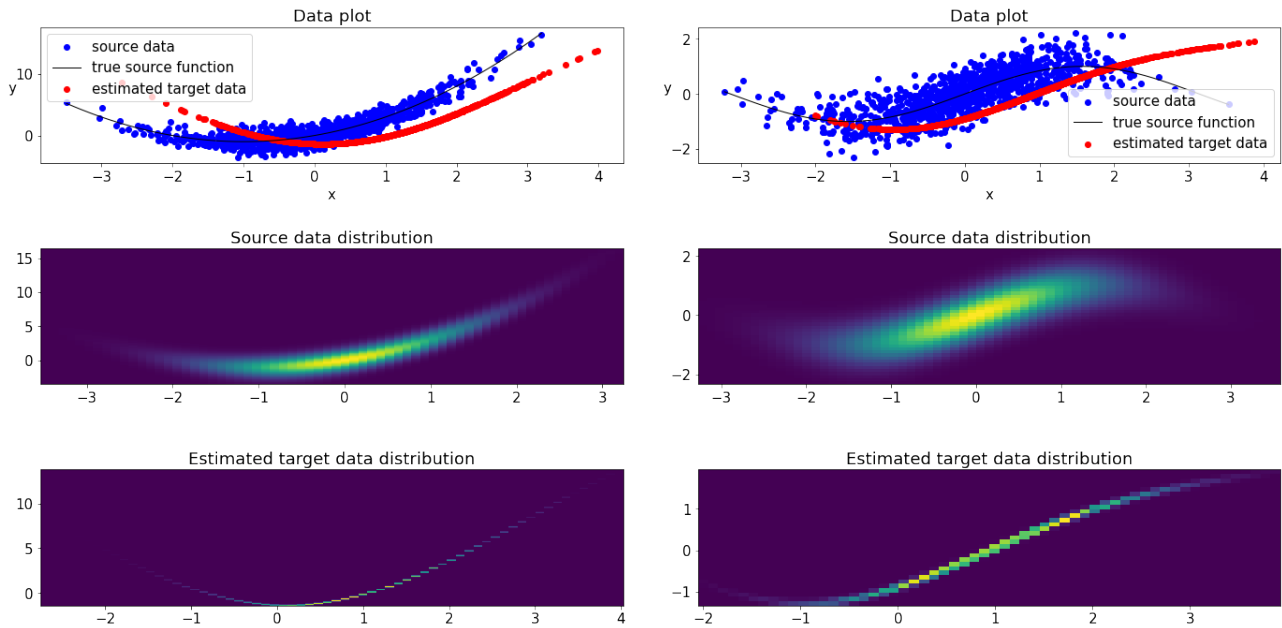 Data plot
source data
true source function
estimated target data
y
10
0
−3 −2 −1 0 1 2 3 4
x
Source data distribution
15
10
5
0
−3 −2 −1 0 1 2 3
Estimated target data distribution
10
5
0
−2 −1 0 1 2 3 4
Data plot
2
y
0
source data
true source function
estimated target data
−2
−3 −2 −1 0 1 2 3 4
x
Source data distribution
2
0
−2
−3 −2 −1 0 1 2 3
Estimated target data distribution
1
0
−1
−2 −1 0 1 2 3